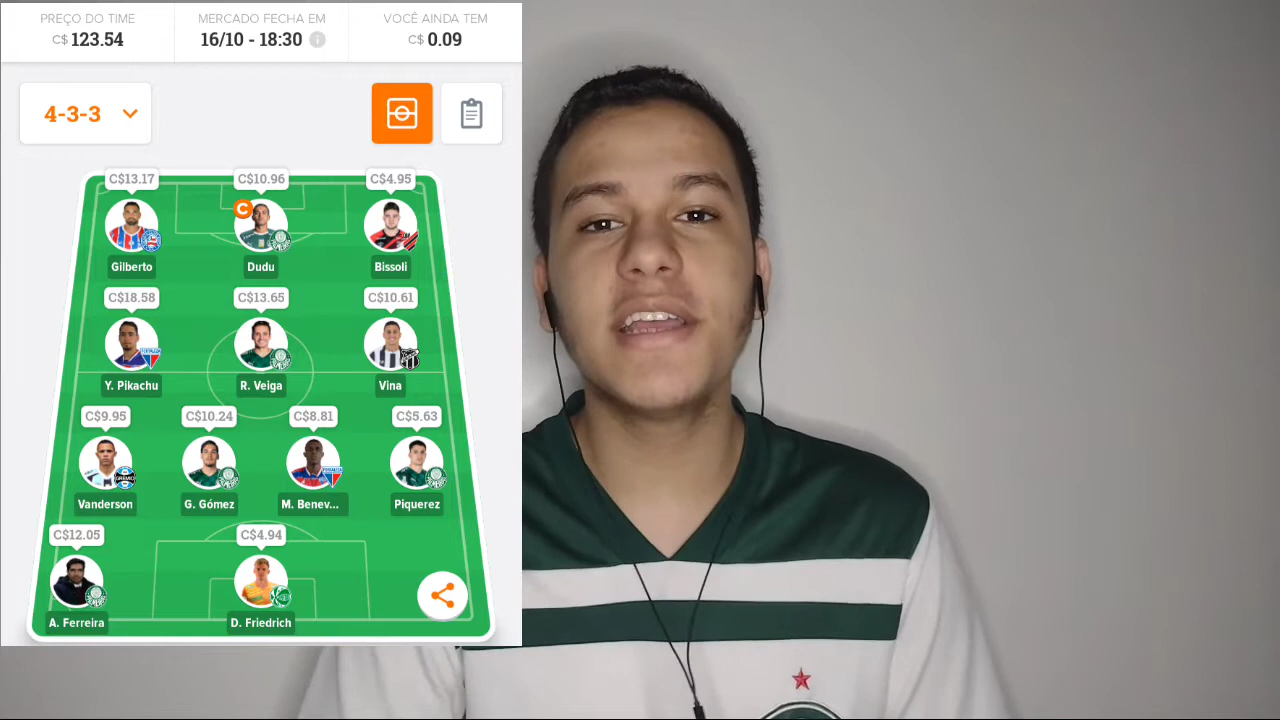 PREÇO DO TIME
C$ 123.54
MERCADO FECHA EM
16/10 - 18:30
VOCÊ AINDA TEM
C$ 0.09
4-3-3
C$13.17
C$10.96
C$4.95
C
Gilberto
Dudu
Bissoli
C$18.58
C$13.65
C$10.61
Y. Pikachu
R. Veiga
Vina
C$9.95
C$10.24
C$8.81
C$5.63
Vanderson
G. Gómez
M. Benev...
Piquerez
C$12.05
C$4.94
A. Ferreira
D. Friedrich